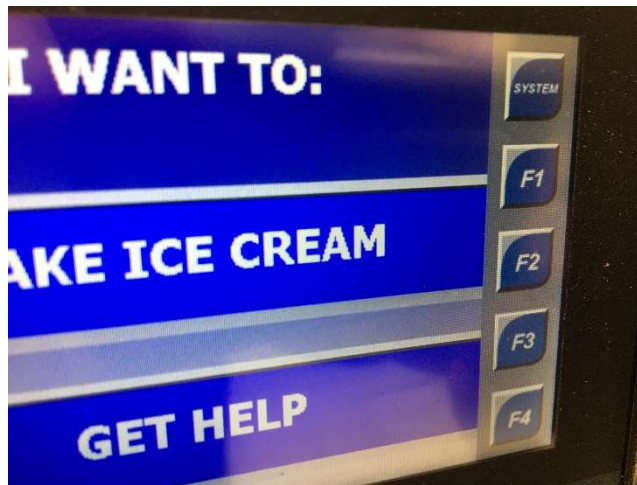 I WANT TO:
SYSTEM
F1
AKE ICE CREAM
F2
F3
GET HELP
F4